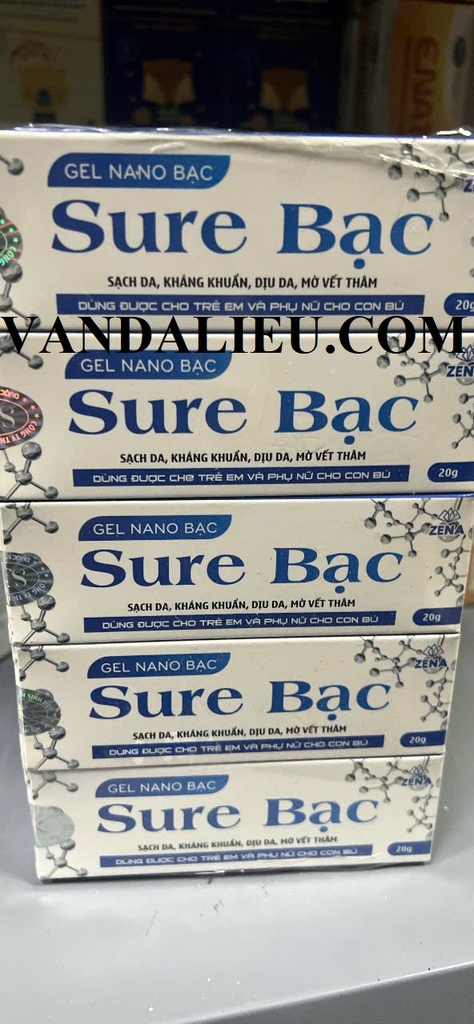 GEL NANO BẠC
Sure Bạc
SẠCH DA, KHÁNG KHUẨN, DỊU DA, MỜ VẾT THÂM
DÙNG ĐƯỢC CHO TRẺ EM VÀ PHỤ NỮ CHO CON BÚ
20g
VANDALIEU.COM
GEL NANO BẠC
ZENA
Sure Bạc
SẠCH DA, KHÁNG KHUẨN, DỊU DA, MỜ VẾT THÂM
DÙNG ĐƯỢC CHO TRẺ EM VÀ PHỤ NỮ CHO CON BÚ
20g
GEL NANO BẠC
ZENA
Sure Bạc
SẠCH DA, KHÁNG KHUẨN, DỊU DA, MỜ VẾT THÂM
DÙNG ĐƯỢC CHO TRẺ EM VÀ PHỤ NỮ CHO CON BÚ
20g
GEL NANO BẠC
ZENA
Sure Bạc
SẠCH DA, KHÁNG KHUẨN, DỊU DA, MỜ VẾT THÂM
DÙNG ĐƯỢC CHO TRẺ EM VÀ PHỤ NỮ CHO CON BÚ
20g
GEL NANO BẠC
ZENA
Sure Bạc
SẠCH DA, KHÁNG KHUẨN, DỊU DA, MỜ VẾT THÂM
DÙNG ĐƯỢC CHO TRẺ EM VÀ PHỤ NỮ CHO CON BÚ
20g